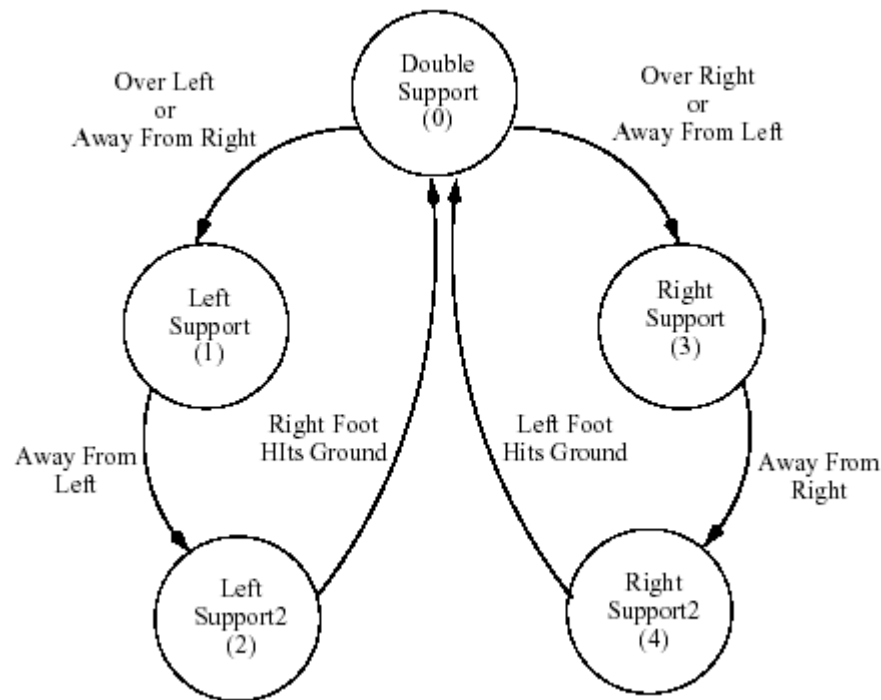 Double
Support
(0)
Over Left
or
Away From Right
Over Right
or
Away From Left
Left
Support
(1)
Right
Support
(3)
Right Foot
HIts Ground
Left Foot
Hits Ground
Away From
Left
Away From
Right
Left
Support2
(2)
Right
Support2
(4)